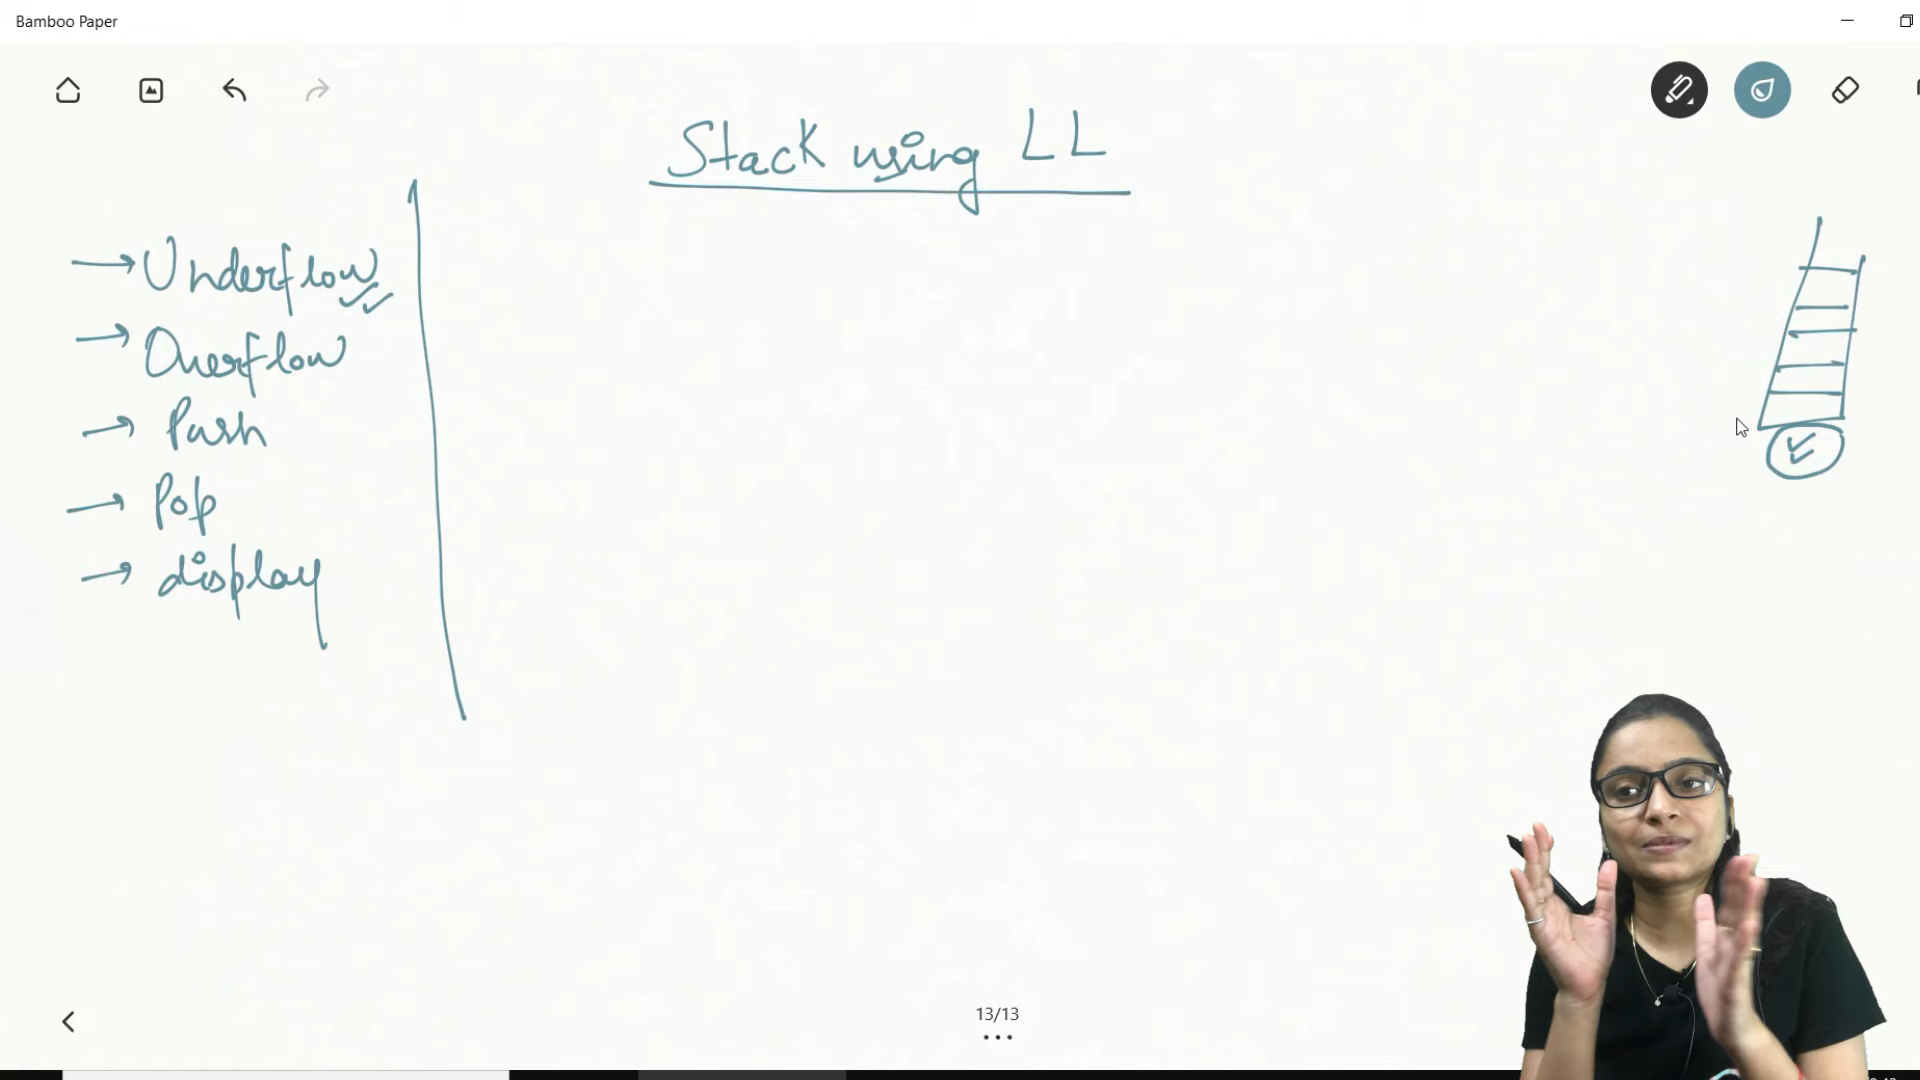 Bamboo Paper
Stack using LL
→ Underflow
→ Overflow
→ Push
→ Pop
→ display
13/13